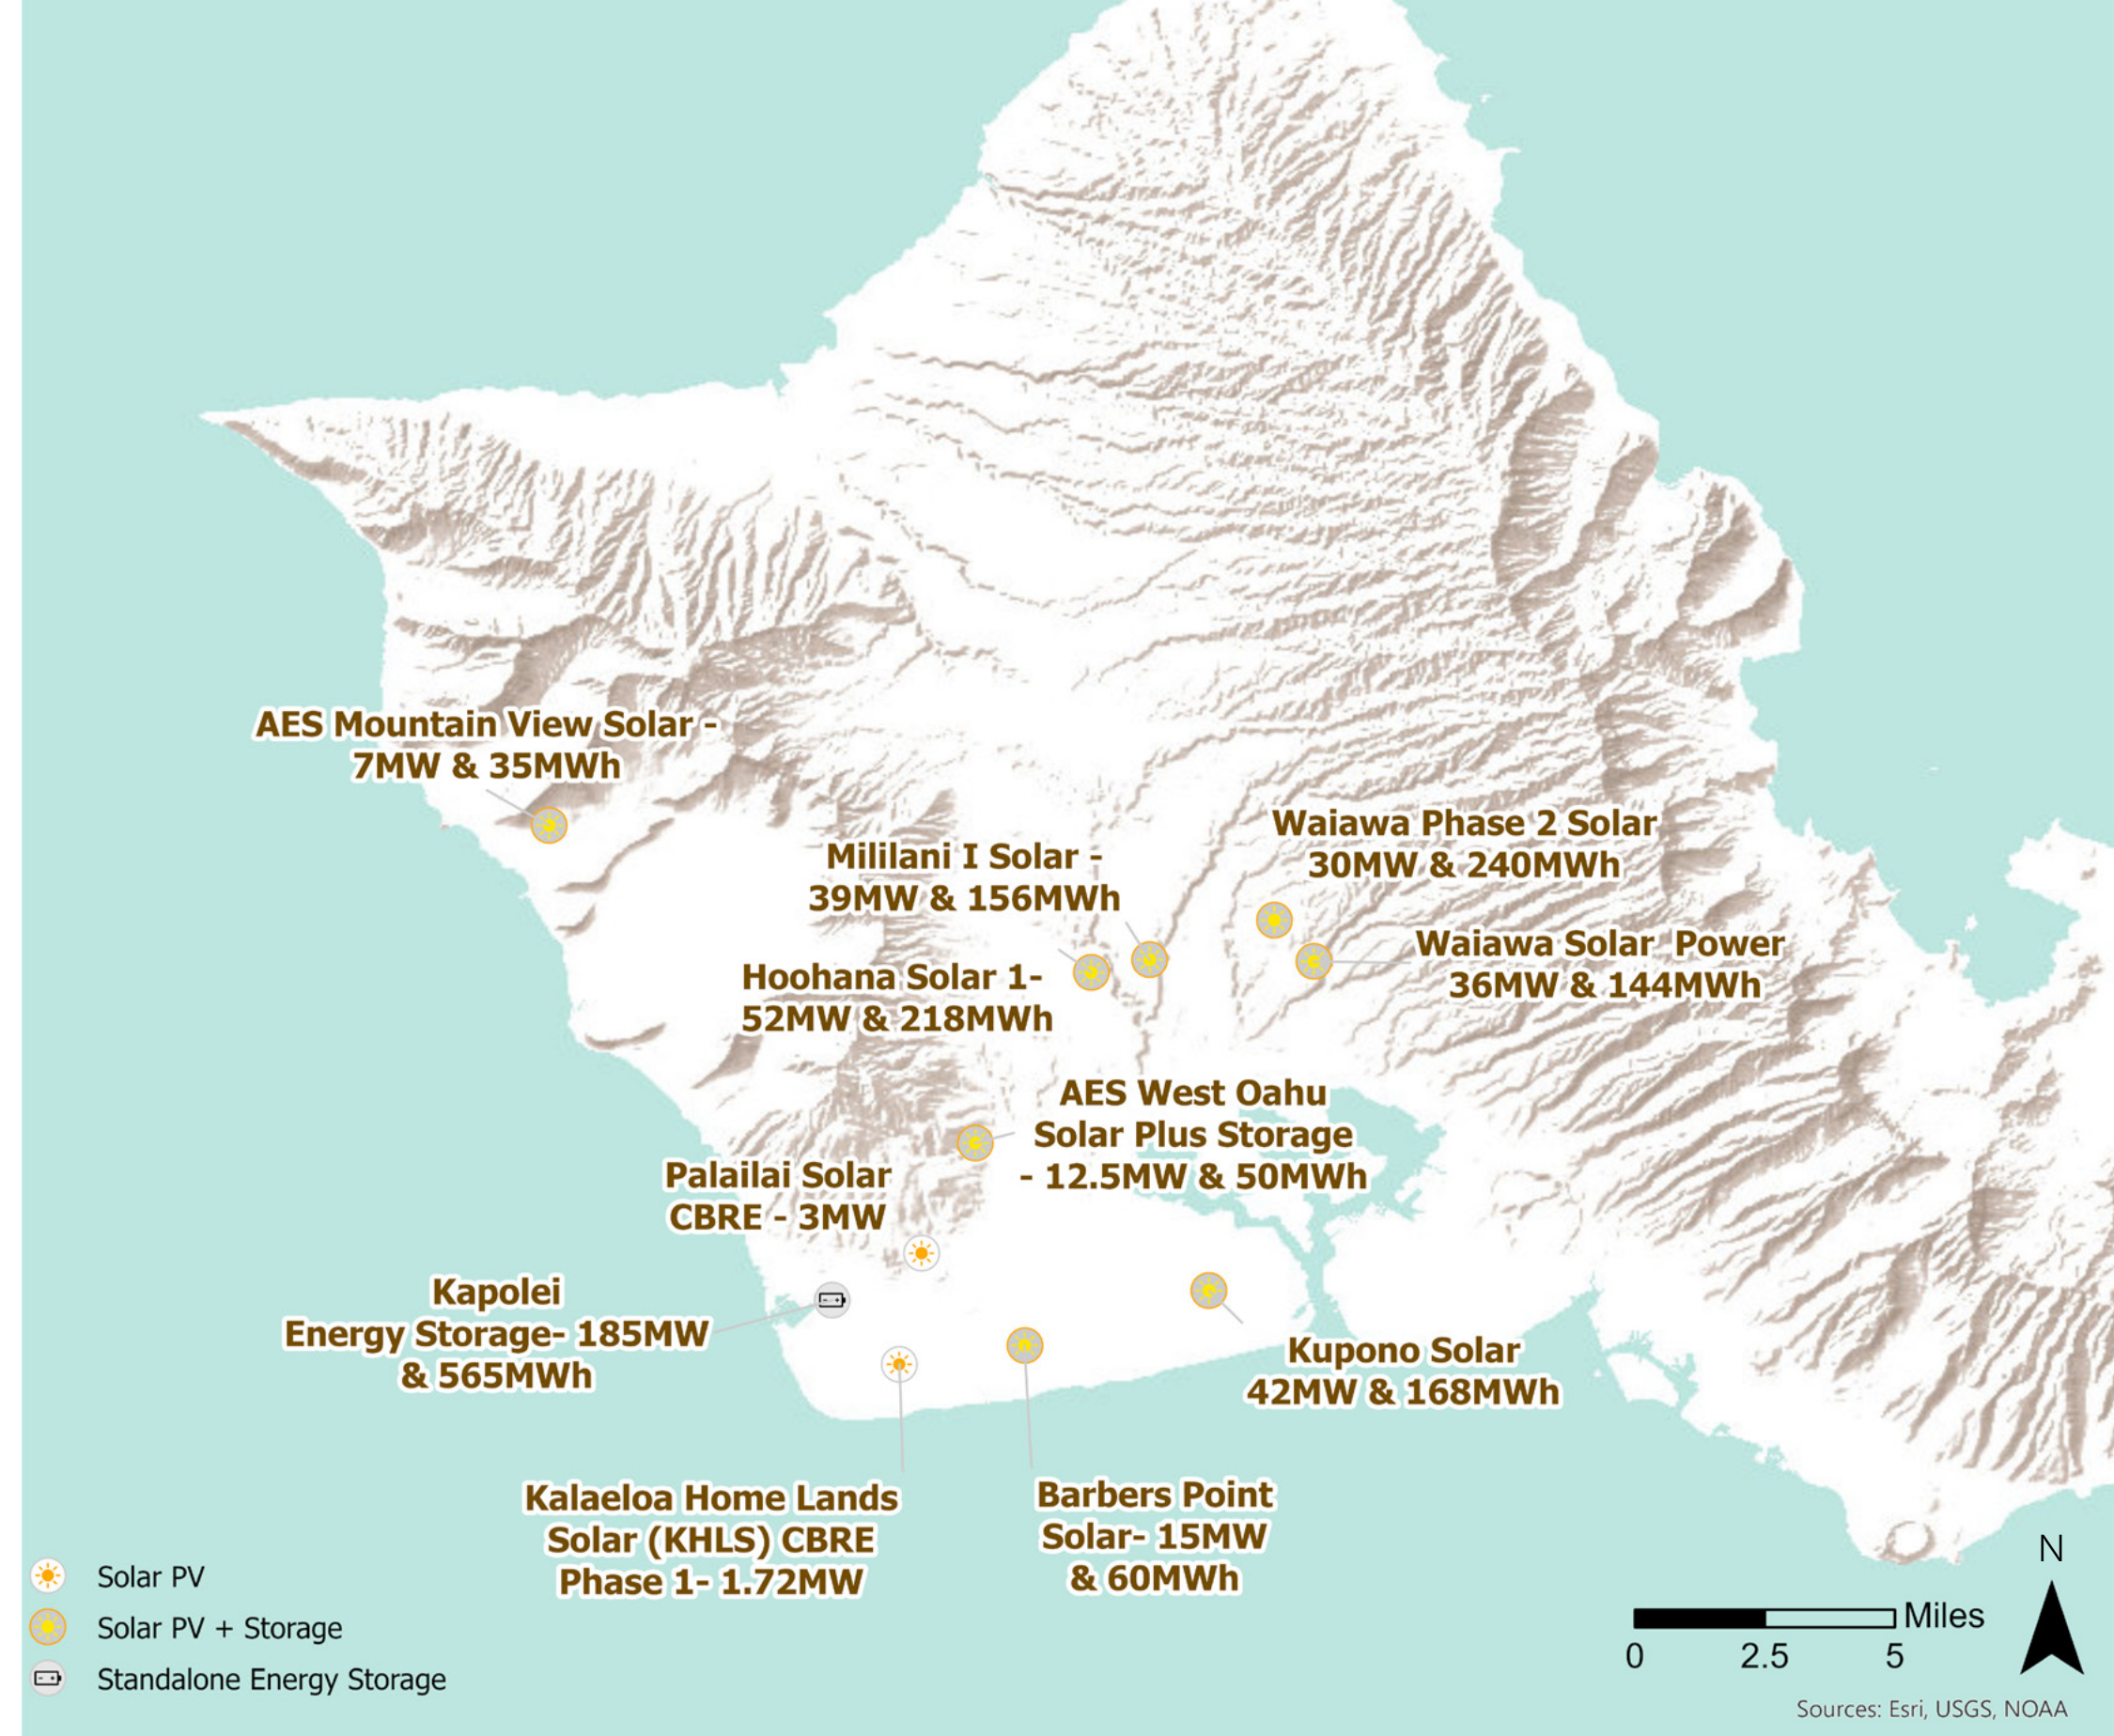 AES Mountain View Solar -
7MW & 35MWh
Mililani I Solar -
39MW & 156MWh
Waiawa Phase 2 Solar
30MW & 240MWh
Waiawa Solar Power
36MW & 144MWh
Hoohana Solar 1-
52MW & 218MWh
AES West Oahu
Solar Plus Storage
- 12.5MW & 50MWh
Palailai Solar
CBRE - 3MW
Kapolei
Energy Storage- 185MW
& 565MWh
Kupono Solar
42MW & 168MWh
Kalaeloa Home Lands
Solar (KHLS) CBRE
Phase 1- 1.72MW
Barbers Point
Solar- 15MW
& 60MWh
Solar PV
Solar PV + Storage
Standalone Energy Storage
N
Miles
0 2.5 5
Sources: Esri, USGS, NOAA